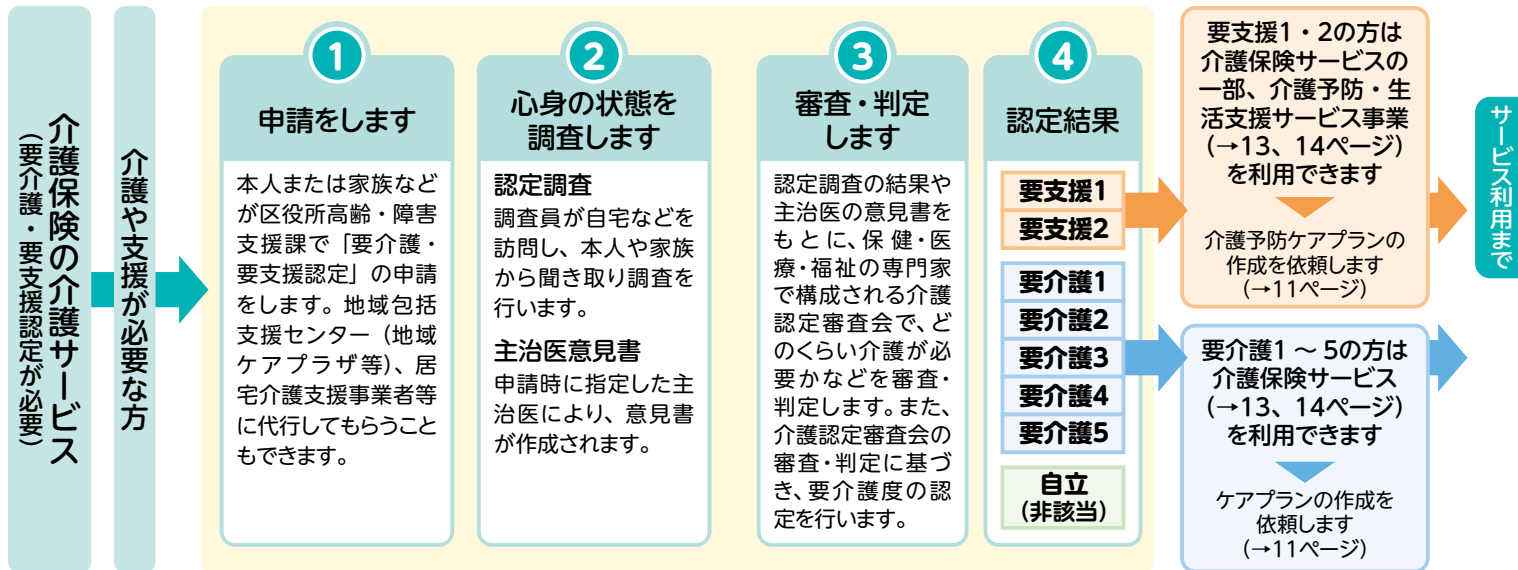 介護保険の介護サービス
（要介護・要支援認定が必要）
介護や支援が必要な方
1
申請をします
本人または家族など
が区役所高齢・障害
支援課で「要介護・
要支援認定」の申請
をします。地域包括
支援センター（地域
ケアプラザ等）、居
宅介護支援事業者等
に代行してもらうこと
もできます。
2
心身の状態を
調査します
認定調査
調査員が自宅などを
訪問し、本人や家族
から聞き取り調査を
行います。
主治医意見書
申請時に指定した主
治医により、意見書
が作成されます。
3
審査・判定
します
認定調査の結果や
主治医の意見書を
もとに、保健・医
療・福祉の専門家
で構成される介護
認定審査会で、ど
のくらい介護が必
要かなどを審査・
判定します。また、
介護認定審査会の
審査・判定に基づ
き、要介護度の認
定を行います。
4
認定結果
要支援1
要支援2
要介護1
要介護2
要介護3
要介護4
要介護5
自立
（非該当）
要支援1・2の方は
介護保険サービスの
一部、介護予防・生
活支援サービス事業
（→13、14ページ）
を利用できます
介護予防ケアプランの
作成を依頼します
（→11ページ）
要介護1～5の方は
介護保険サービス
（→13、14ページ）
を利用できます
ケアプランの作成を
依頼します
（→11ページ）
サービス利用まで